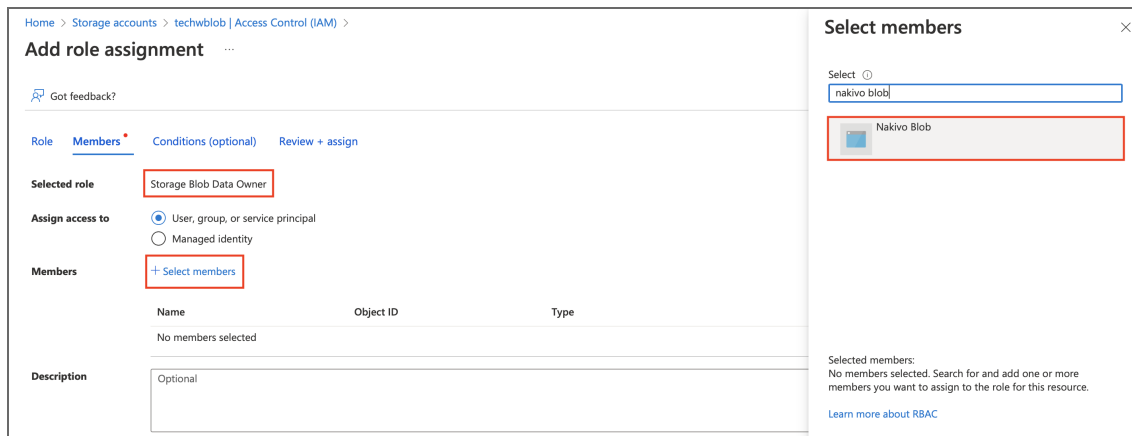 Home > Storage accounts > techwblob | Access Control (IAM) >
Add role assignment ...
Got feedback?
Role Members Conditions (optional) Review + assign
Selected role Storage Blob Data Owner
Assign access to User, group, or service principal
Managed identity
Members + Select members
Name Object ID Type
No members selected
Description Optional
Select members
Select
nakivo blob
Nakivo Blob
Selected members:
No members selected. Search for and add one or more
members you want to assign to the role for this resource.
Learn more about RBAC